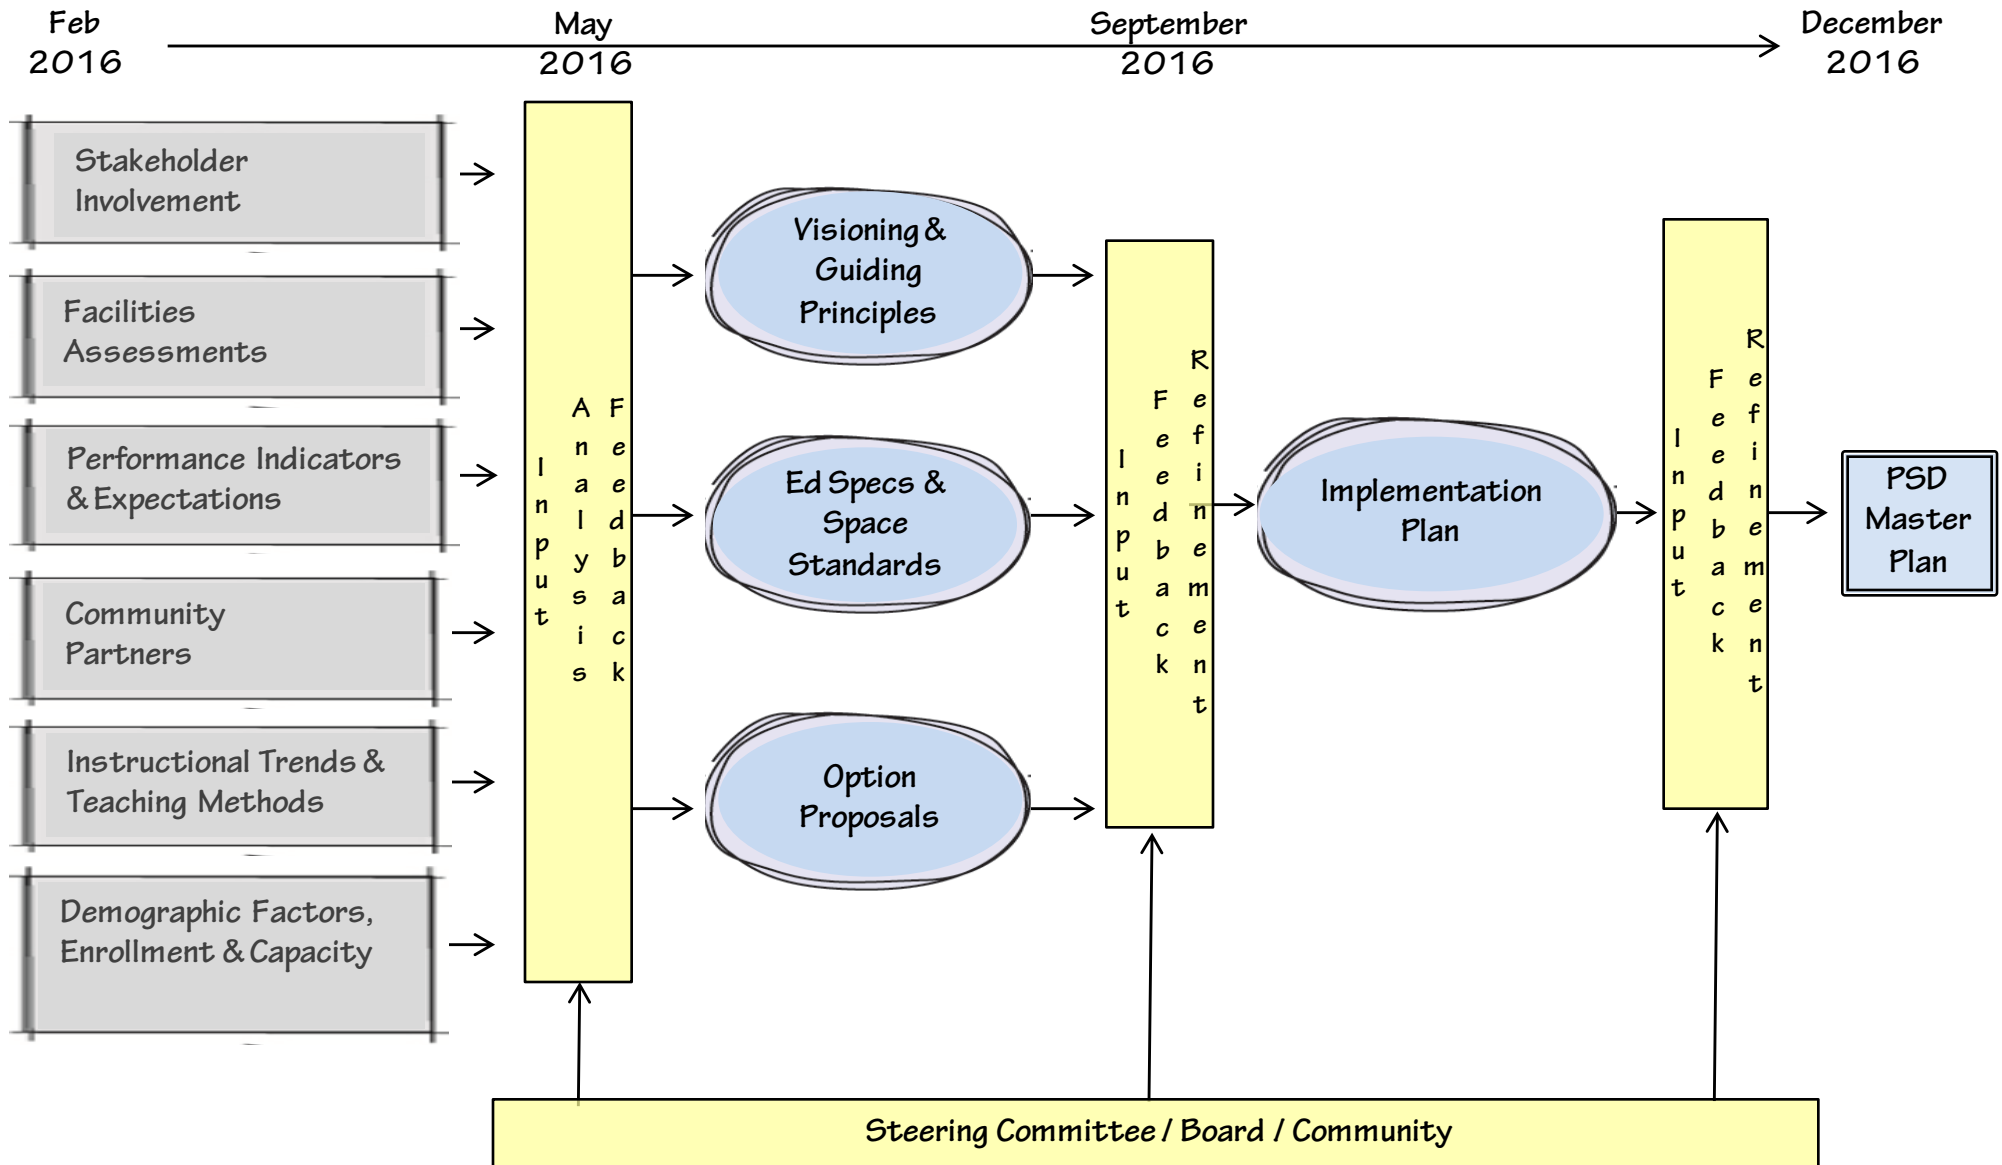 Feb
2016
May
2016
September
2016
December
2016
Stakeholder
Involvement
Facilities
Assessments
Performance Indicators
& Expectations
Community
Partners
Instructional Trends &
Teaching Methods
Demographic Factors,
Enrollment & Capacity
Input
Analysis
Feedback
Visioning &
Guiding
Principles
Ed Specs &
Space
Standards
Option
Proposals
Input
Feedback
Refinement
Implementation
Plan
Input
Feedback
Refinement
PSD
Master
Plan
Steering Committee / Board / Community